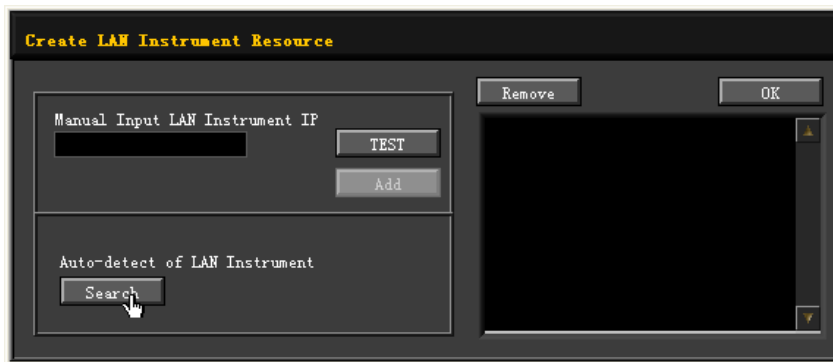 Create LAN Instrument Resource
Remove
OK
Manual Input LAN Instrument IP
TEST
Add
Auto-detect of LAN Instrument
Search